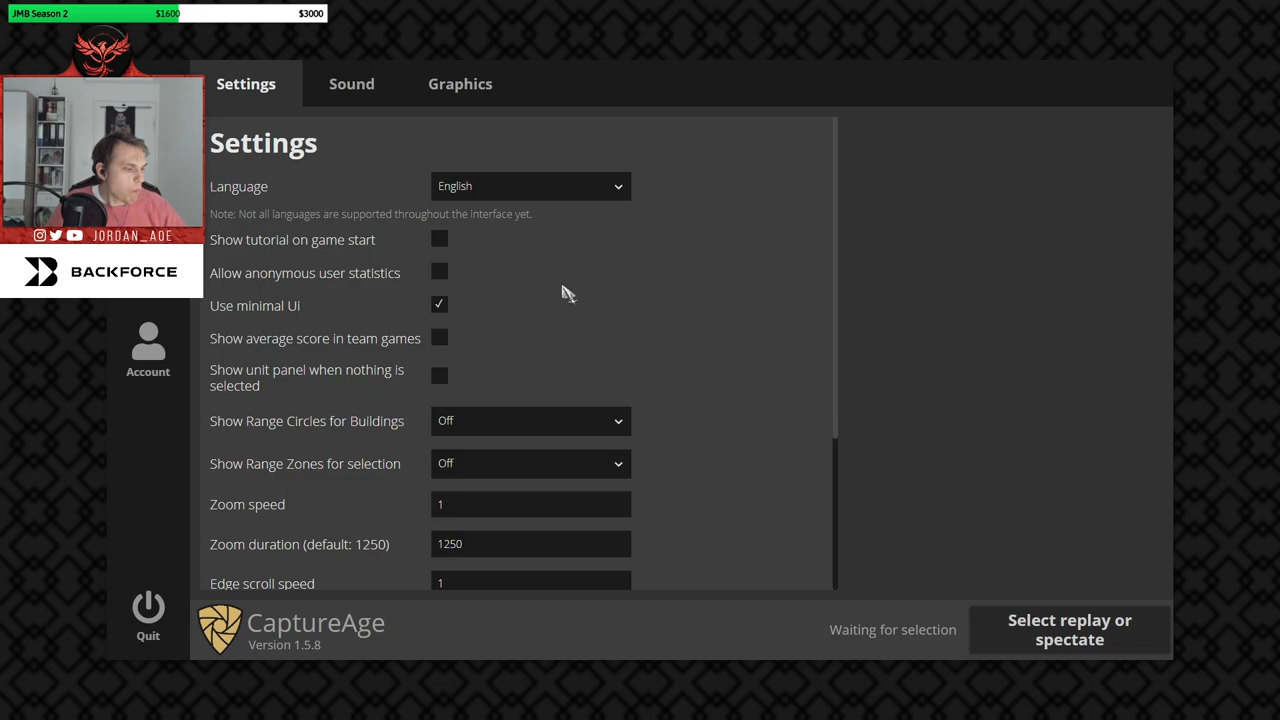 JMB Season 2 $1600 $3000
Settings Sound Graphics
JORDAN_AOE
BACKFORCE
Account
Quit
Settings
Language English
Note: Not all languages are supported throughout the interface yet.
Show tutorial on game start
Allow anonymous user statistics
Use minimal Ui ✓
Show average score in team games
Show unit panel when nothing is
selected
Show Range Circles for Buildings Off
Show Range Zones for selection Off
Zoom speed 1
Zoom duration (default: 1250) 1250
Edge scroll speed 1
CaptureAge
Version 1.5.8
Waiting for selection
Select replay or
spectate